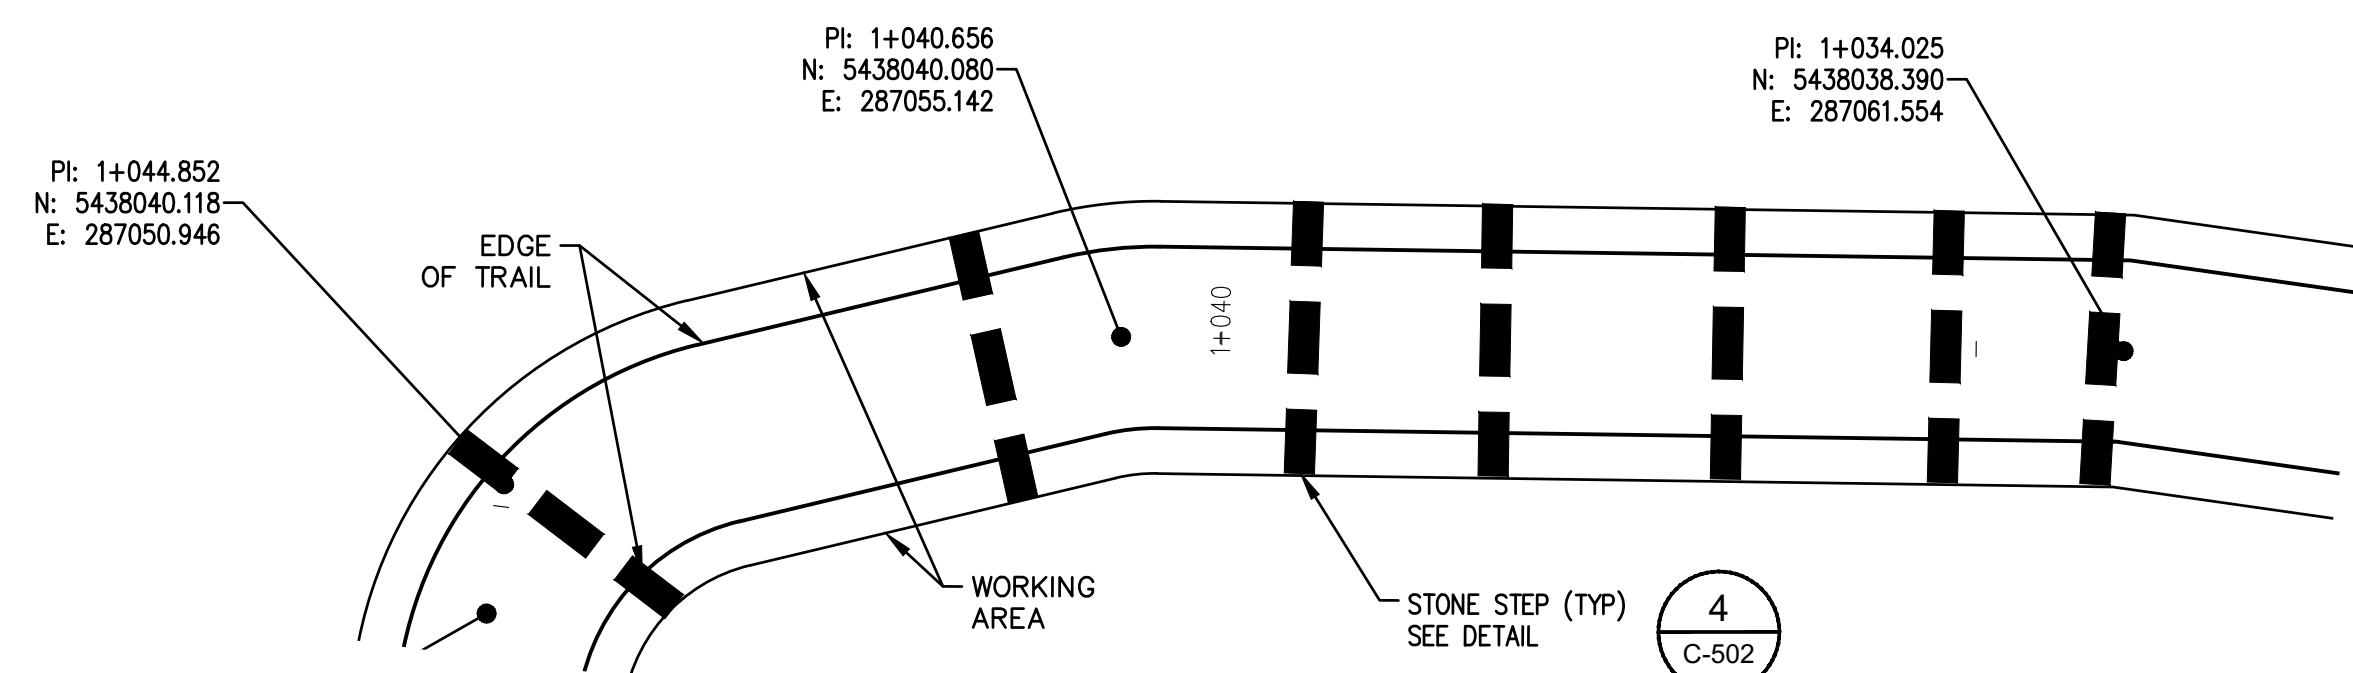 PI: 1+040.656
N: 5438040.080
E: 287055.142
PI: 1+034.025
N: 5438038.390
E: 287061.554
PI: 1+044.852
N: 5438040.118
E: 287050.946
EDGE
OF TRAIL
1+040
WORKING
AREA
STONE STEP (TYP)
SEE DETAIL
4
C-502